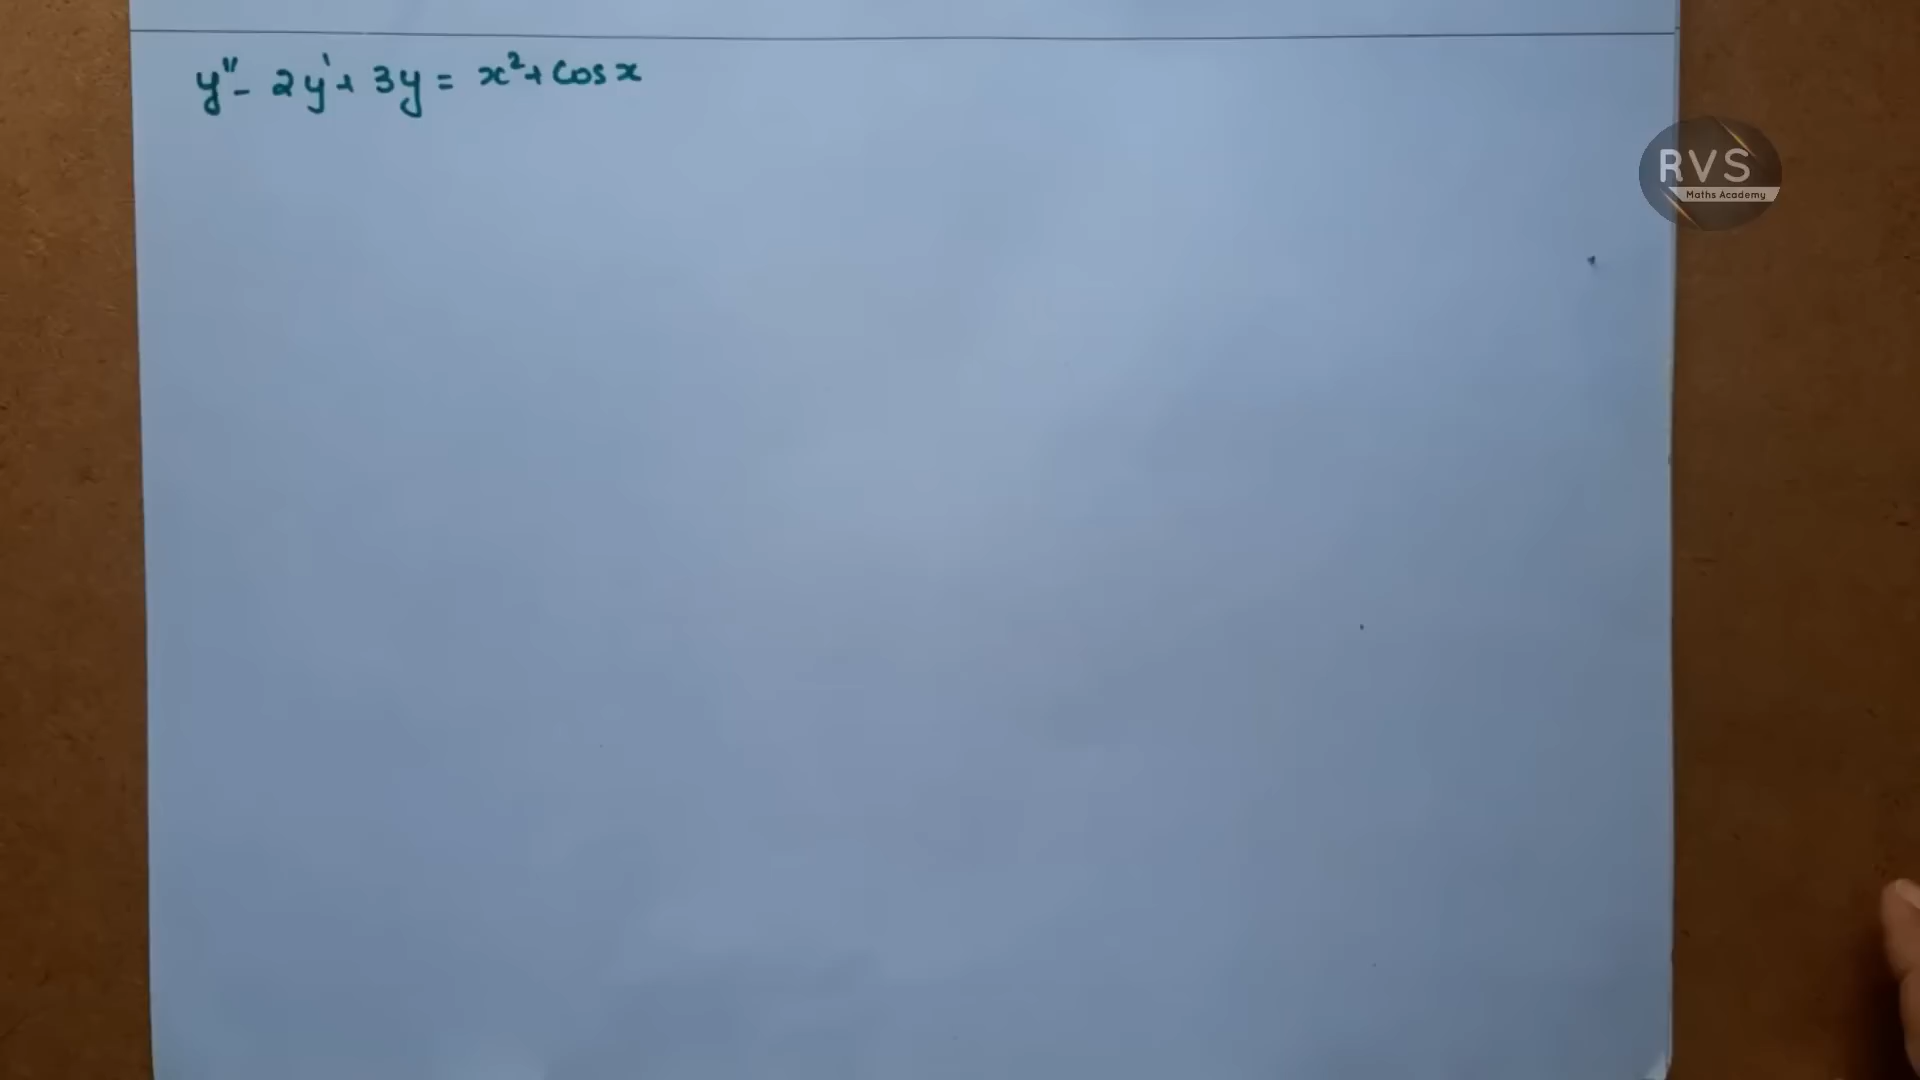 y'' - 2y' + 3y = x² + cos x
RVS
Maths Academy